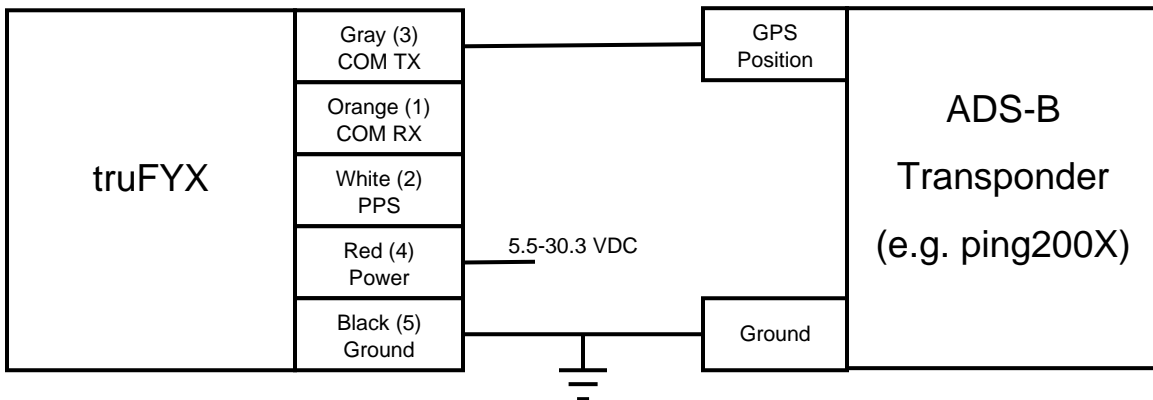 truFYX
Gray (3)
COM TX
Orange (1)
COM RX
White (2)
PPS
Red (4)
Power
Black (5)
Ground
5.5-30.3 VDC
GPS
Position
Ground
ADS-B
Transponder
(e.g. ping200X)